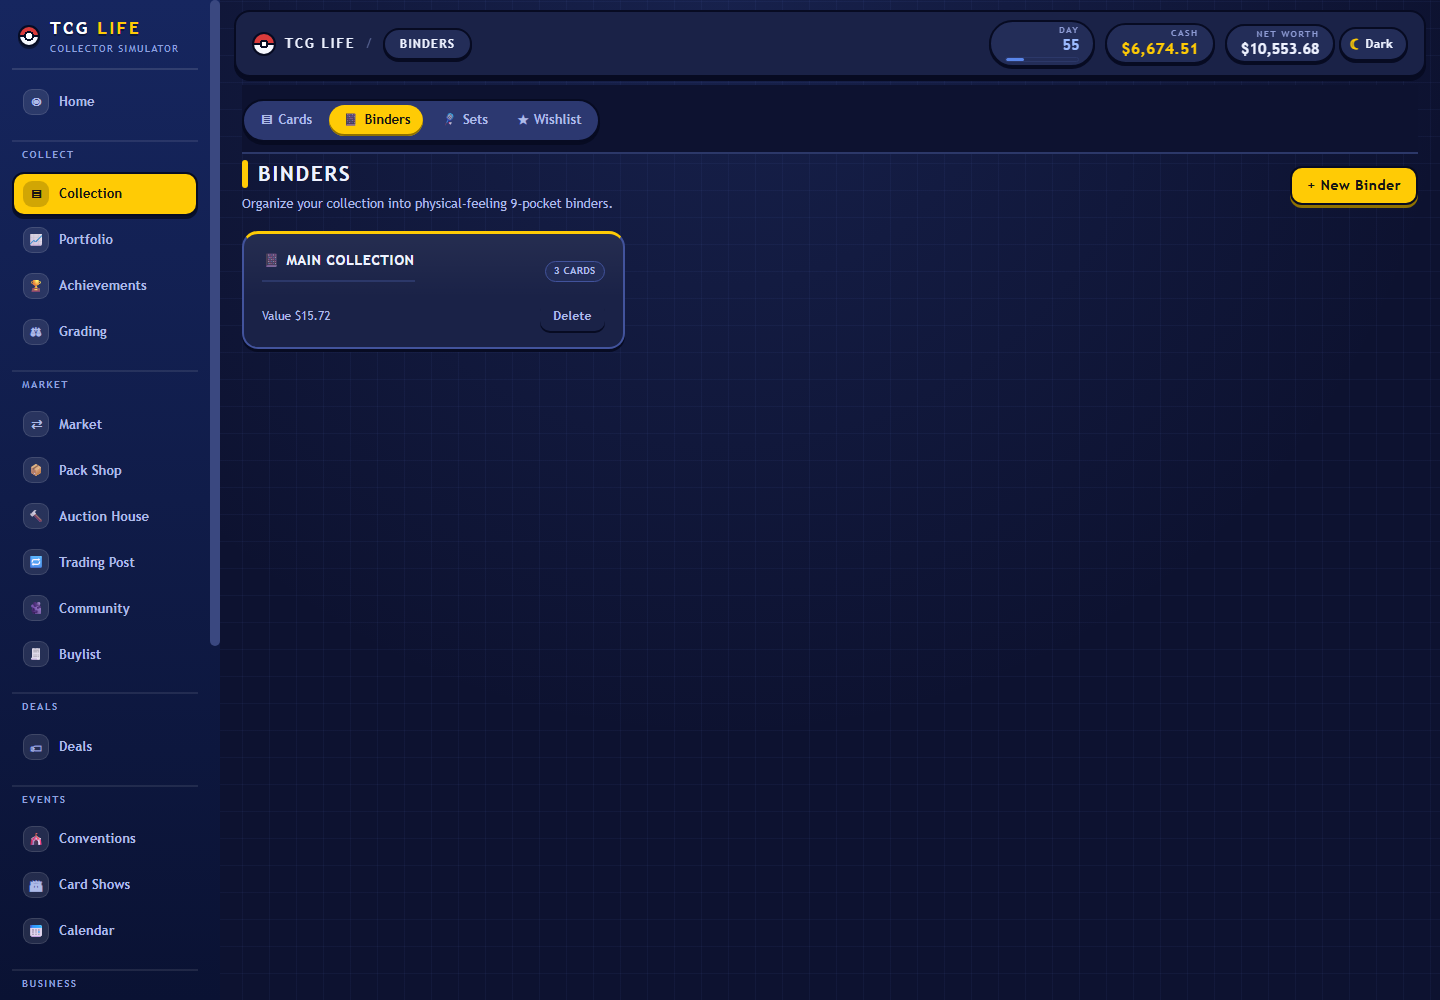 TCG LIFE
COLLECTOR SIMULATOR
Home
COLLECT
Collection
Portfolio
Achievements
Grading
MARKET
Market
Pack Shop
Auction House
Trading Post
Community
Buylist
DEALS
Deals
EVENTS
Conventions
Card Shows
Calendar
BUSINESS
TCG LIFE / BINDERS
DAY
55
CASH
$6,674.51
NET WORTH
$10,553.68
Dark
Cards Binders Sets Wishlist
BINDERS
Organize your collection into physical-feeling 9-pocket binders.
+ New Binder
MAIN COLLECTION
3 CARDS
Value $15.72
Delete